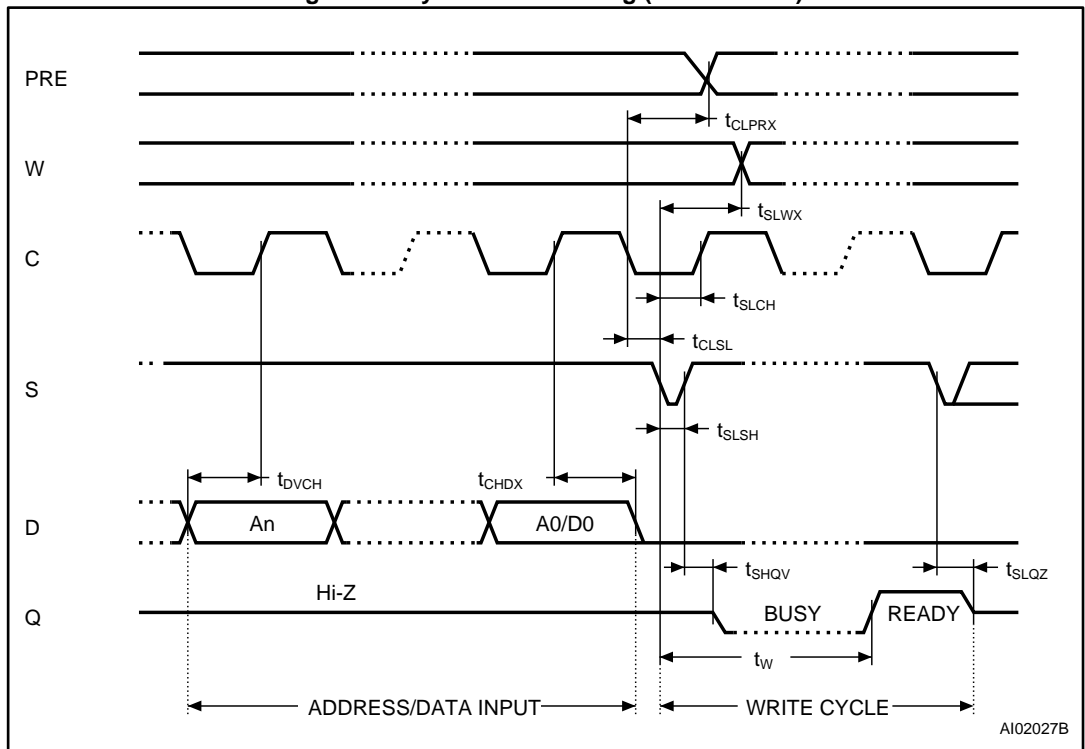 PRE
tCLPRX
W
tSLWX
C
tSLCH
tCLSL
S
tSLSH
tDVCH
tCHDX
D
An
A0/D0
tSHQV
tSLQZ
Hi-Z
Q
BUSY
READY
tW
ADDRESS/DATA INPUT
WRITE CYCLE
AI02027B